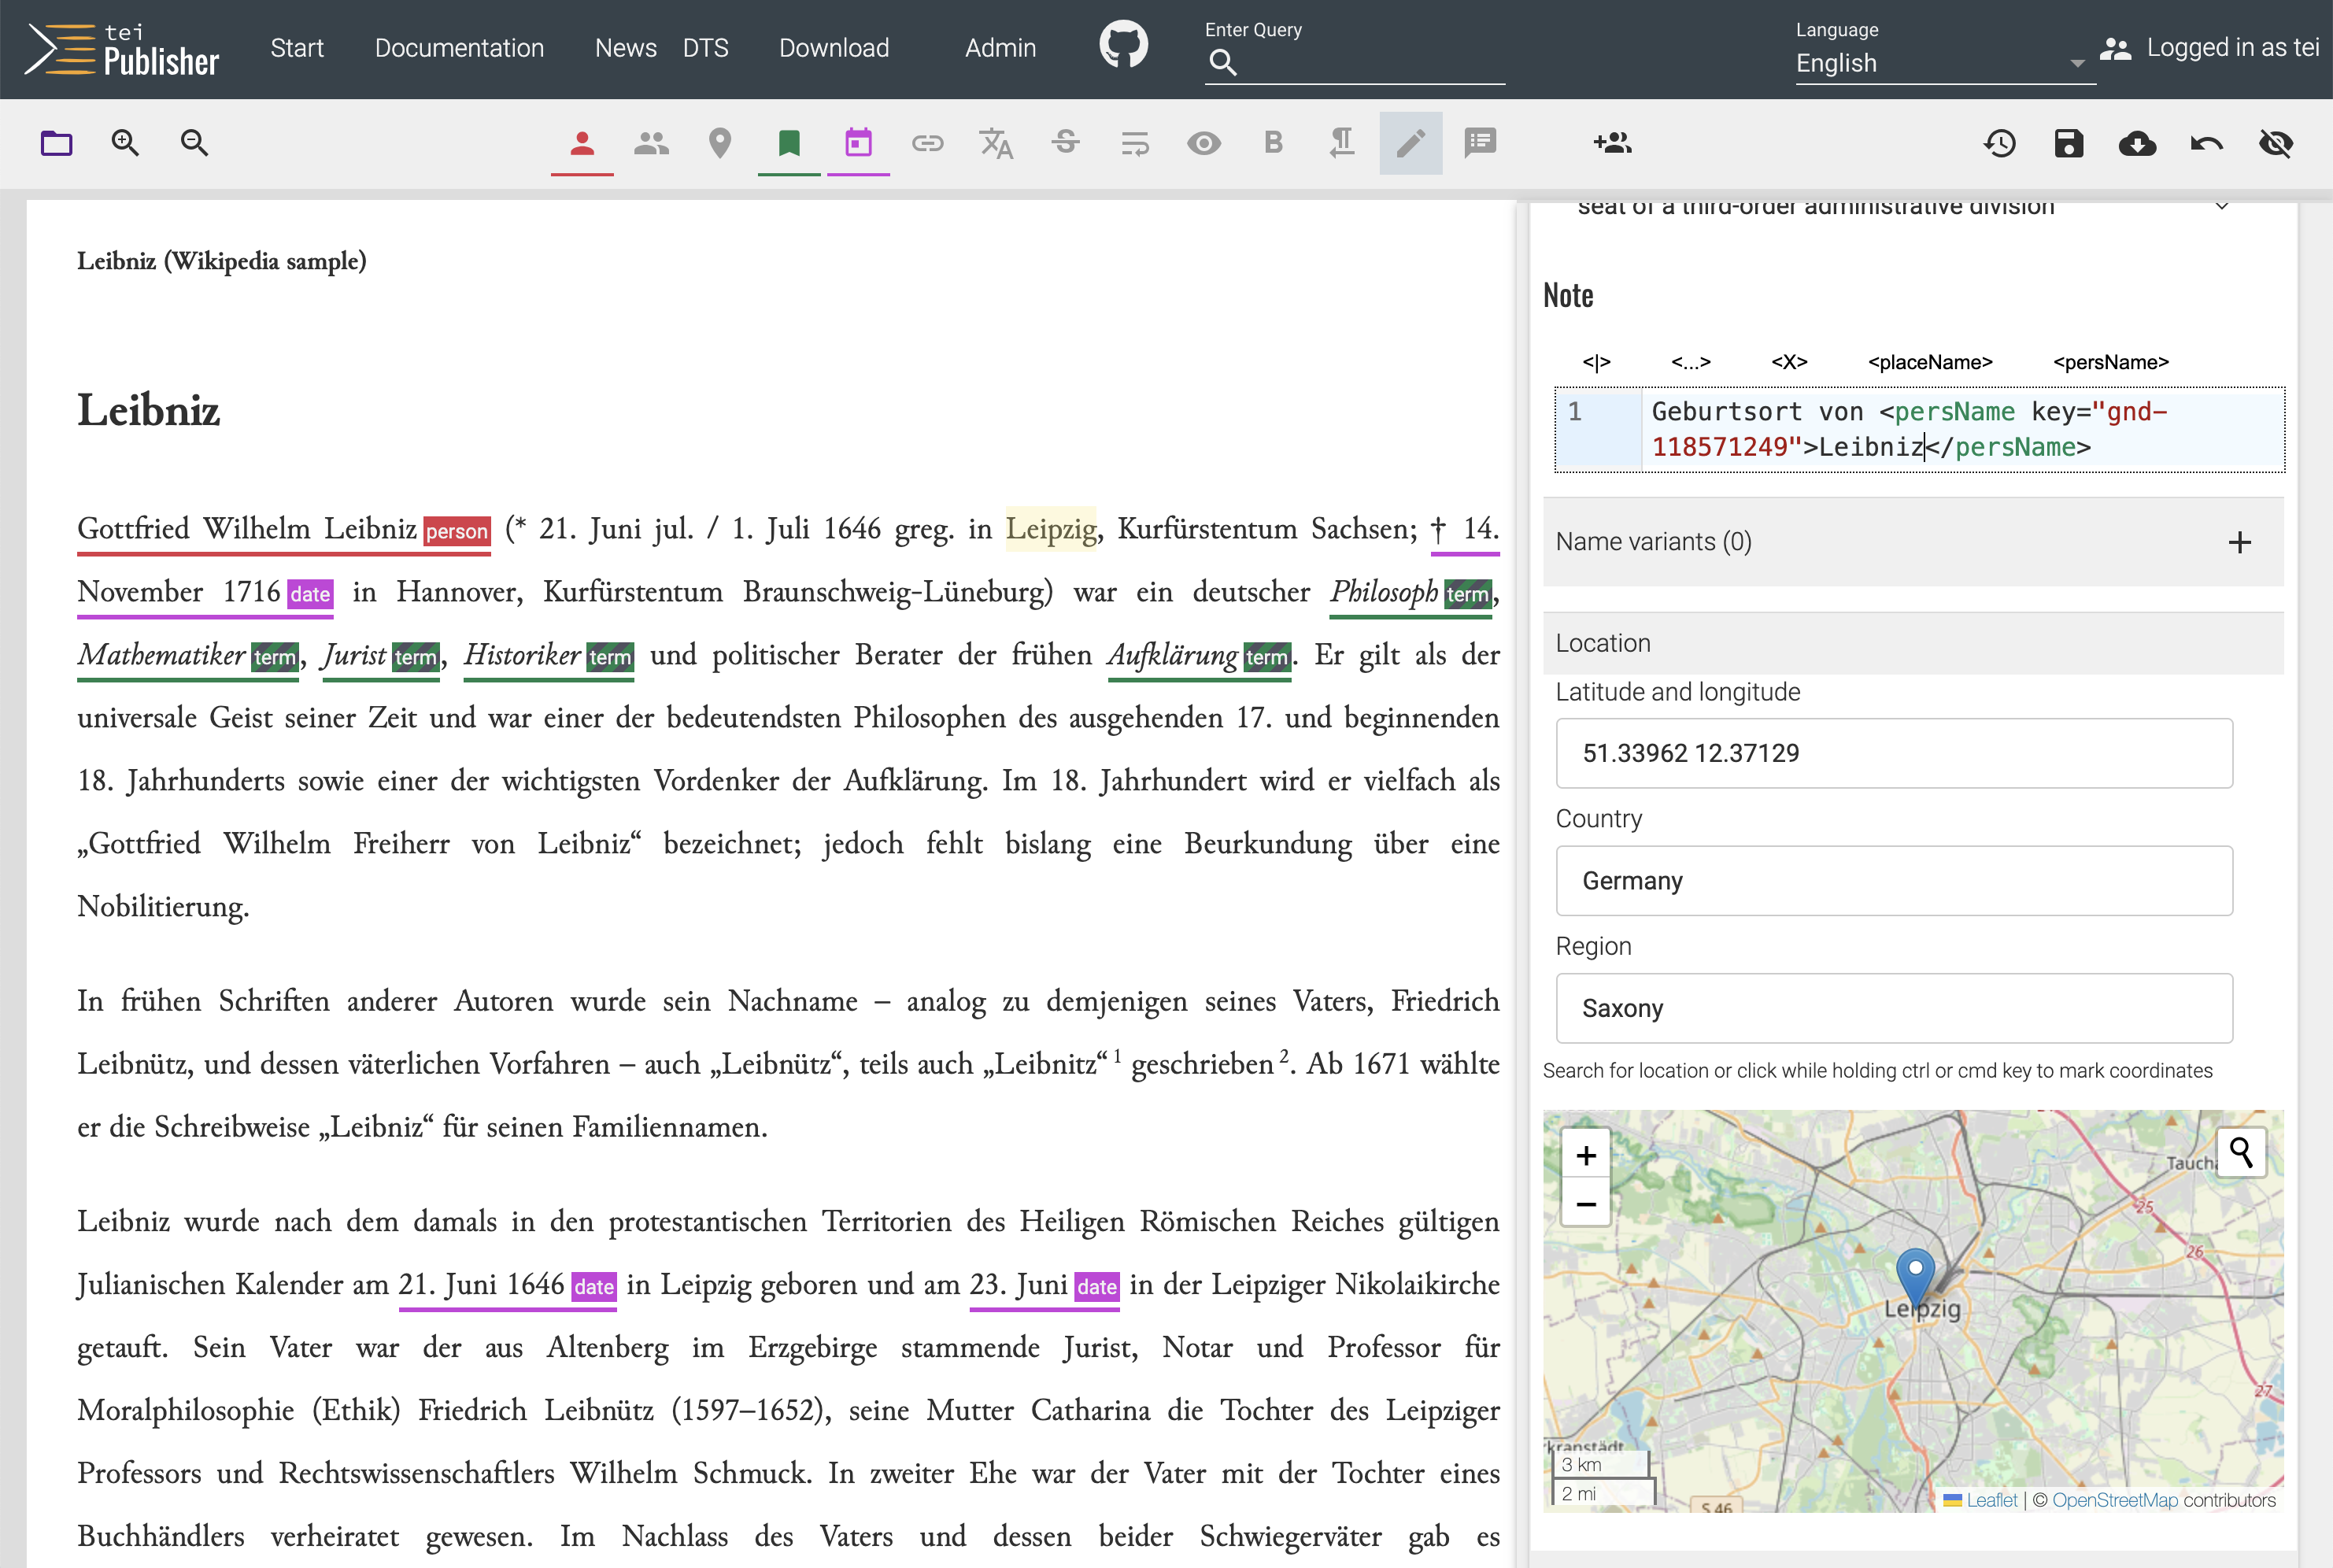 tei
Publisher
Start
Documentation
News
DTS
Download
Admin
Enter Query
Language
English
Logged in as tei
Leibniz (Wikipedia sample)
Leibniz
Gottfried Wilhelm Leibniz person (* 21. Juni jul. / 1. Juli 1646 greg. in Leipzig, Kurfürstentum Sachsen; † 14.
November 1716 date in Hannover, Kurfürstentum Braunschweig-Lüneburg) war ein deutscher Philosoph term,
Mathematiker term, Jurist term, Historiker term und politischer Berater der frühen Aufklärung term. Er gilt als der
universale Geist seiner Zeit und war einer der bedeutendsten Philosophen des ausgehenden 17. und beginnenden
18. Jahrhunderts sowie einer der wichtigsten Vordenker der Aufklärung. Im 18. Jahrhundert wird er vielfach als
„Gottfried Wilhelm Freiherr von Leibniz“ bezeichnet; jedoch fehlt bislang eine Beurkundung über eine
Nobilitierung.
In frühen Schriften anderer Autoren wurde sein Nachname – analog zu demjenigen seines Vaters, Friedrich
Leibnütz, und dessen väterlichen Vorfahren – auch „Leibnütz“, teils auch „Leibnitz“ 1 geschrieben 2. Ab 1671 wählte
er die Schreibweise „Leibniz“ für seinen Familiennamen.
Leibniz wurde nach dem damals in den protestantischen Territorien des Heiligen Römischen Reiches gültigen
Julianischen Kalender am 21. Juni 1646 date in Leipzig geboren und am 23. Juni date in der Leipziger Nikolaikirche
getauft. Sein Vater war der aus Altenberg im Erzgebirge stammende Jurist, Notar und Professor für
Moralphilosophie (Ethik) Friedrich Leibnütz (1597–1652), seine Mutter Catharina die Tochter des Leipziger
Professors und Rechtswissenschaftlers Wilhelm Schmuck. In zweiter Ehe war der Vater mit der Tochter eines
Buchhändlers verheiratet gewesen. Im Nachlass des Vaters und dessen beider Schwiegerväter gab es
seat of a third-order administrative division
Note
<|>
<...>
<X>
<placeName>
<persName>
1
Geburtsort von <persName key="gnd-
118571249">Leibniz</persName>
Name variants (0)
+
Location
Latitude and longitude
51.33962 12.37129
Country
Germany
Region
Saxony
Search for location or click while holding ctrl or cmd key to mark coordinates
+
−
Taucha
25
26
Leipzig
27
kranstädt
3 km
2 mi
S 46
Leaflet | © OpenStreetMap contributors